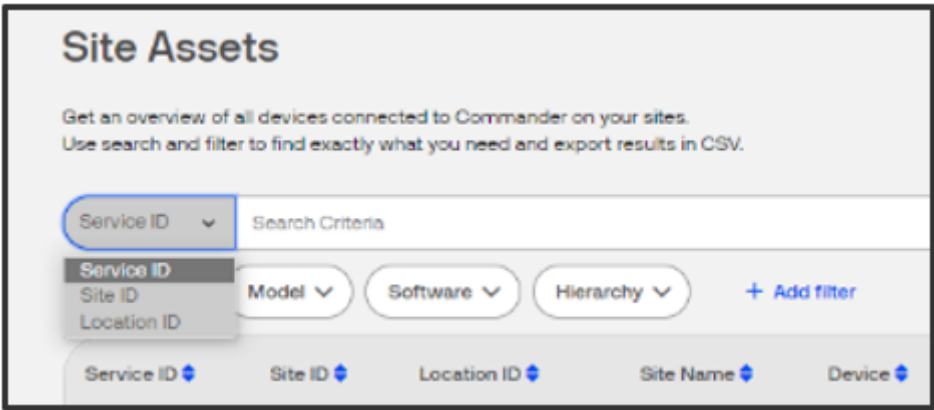 Site Assets
Get an overview of all devices connected to Commander on your sites.
Use search and filter to find exactly what you need and export results in CSV.
Service ID Search Criteria
Service ID
Site ID
Location ID
Model Software Hierarchy + Add filter
Service ID Site ID Location ID Site Name Device